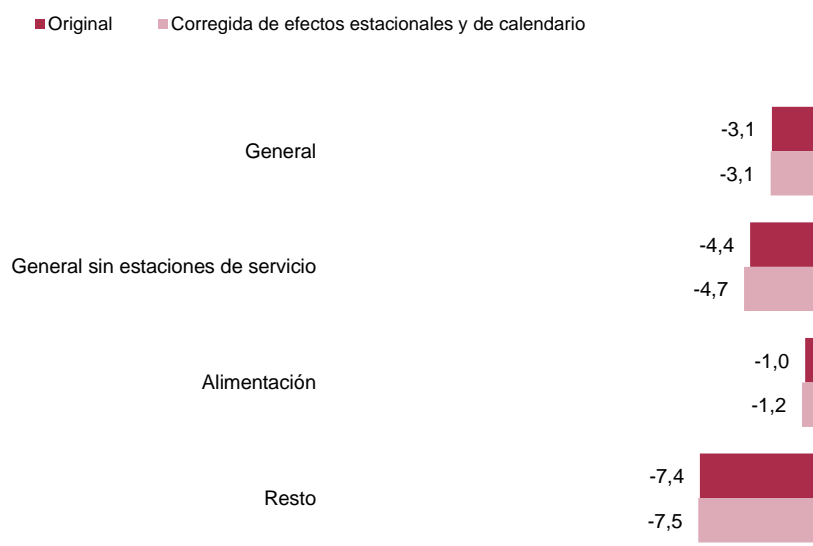 Original Corregida de efectos estacionales y de calendario
-3,1
General
-3,1
-4,4
General sin estaciones de servicio
-4,7
-1,0
Alimentación
-1,2
-7,4
Resto
-7,5